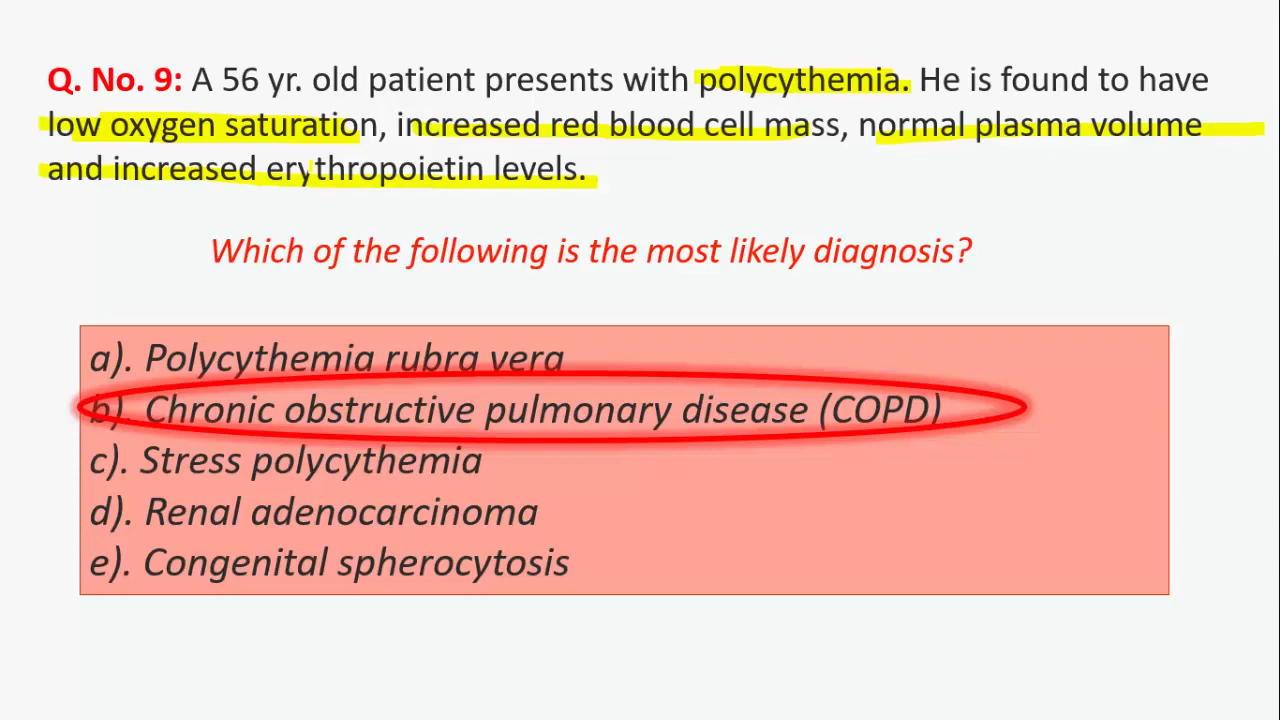 Q. No. 9: A 56 yr. old patient presents with polycythemia. He is found to have
low oxygen saturation, increased red blood cell mass, normal plasma volume
and increased erythropoietin levels.
Which of the following is the most likely diagnosis?
a). Polycythemia rubra vera
b). Chronic obstructive pulmonary disease (COPD)
c). Stress polycythemia
d). Renal adenocarcinoma
e). Congenital spherocytosis